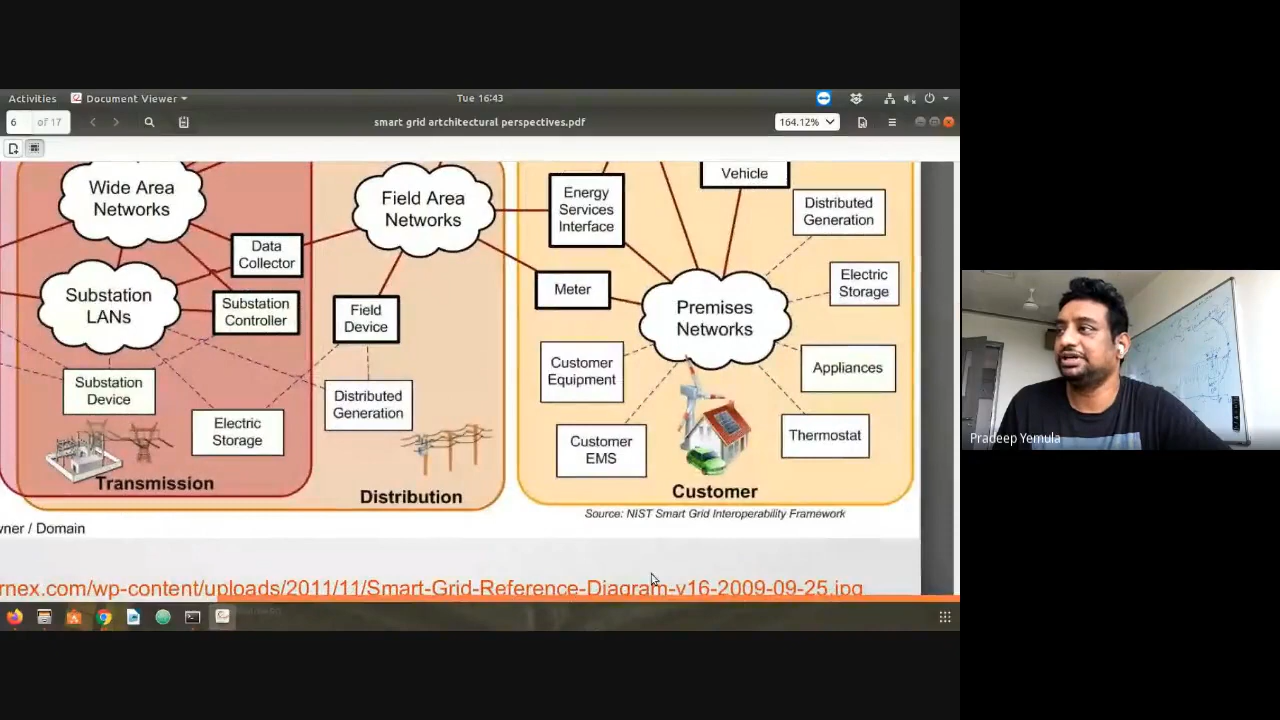 Activities
Document Viewer
Tue 16:43
6
of 17
smart grid artchitectural perspectives.pdf
164.12%
Wide Area
Networks
Data
Collector
Substation
LANs
Substation
Controller
Substation
Device
Electric
Storage
Transmission
Field Area
Networks
Field
Device
Distributed
Generation
Distribution
Energy
Services
Interface
Vehicle
Distributed
Generation
Meter
Premises
Networks
Electric
Storage
Customer
Equipment
Appliances
Customer
EMS
Thermostat
Customer
Source: NIST Smart Grid Interoperability Framework
wner / Domain
rnex.com/wp-content/uploads/2011/11/Smart-Grid-Reference-Diagram-v16-2009-09-25.jpg
Pradeep Yemula